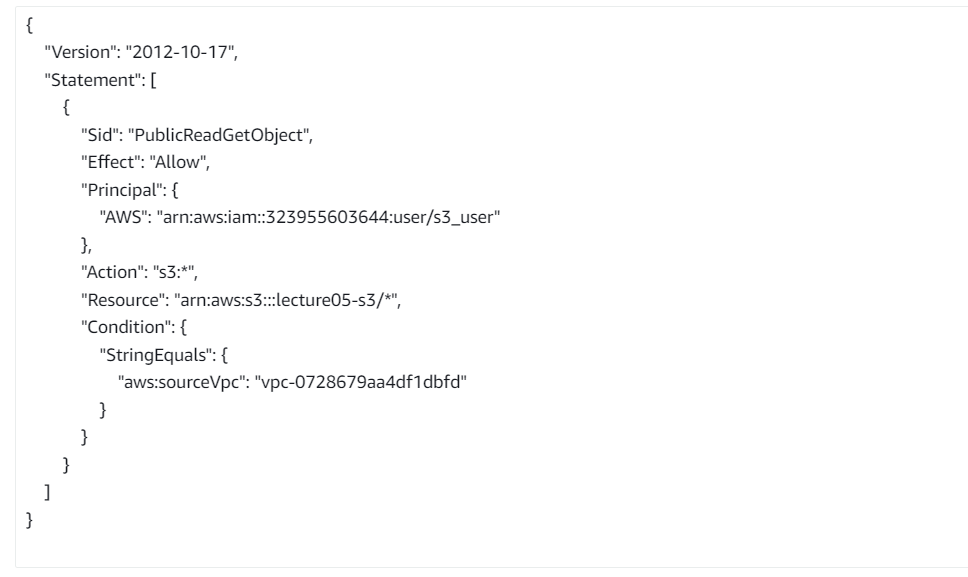 {
"Version": "2012-10-17",
"Statement": [
{
"Sid": "PublicReadGetObject",
"Effect": "Allow",
"Principal": {
"AWS": "arn:aws:iam::323955603644:user/s3_user"
},
"Action": "s3:*",
"Resource": "arn:aws:s3:::lecture05-s3/*",
"Condition": {
"StringEquals": {
"aws:sourceVpc": "vpc-0728679aa4df1dbfd"
}
}
}
]
}